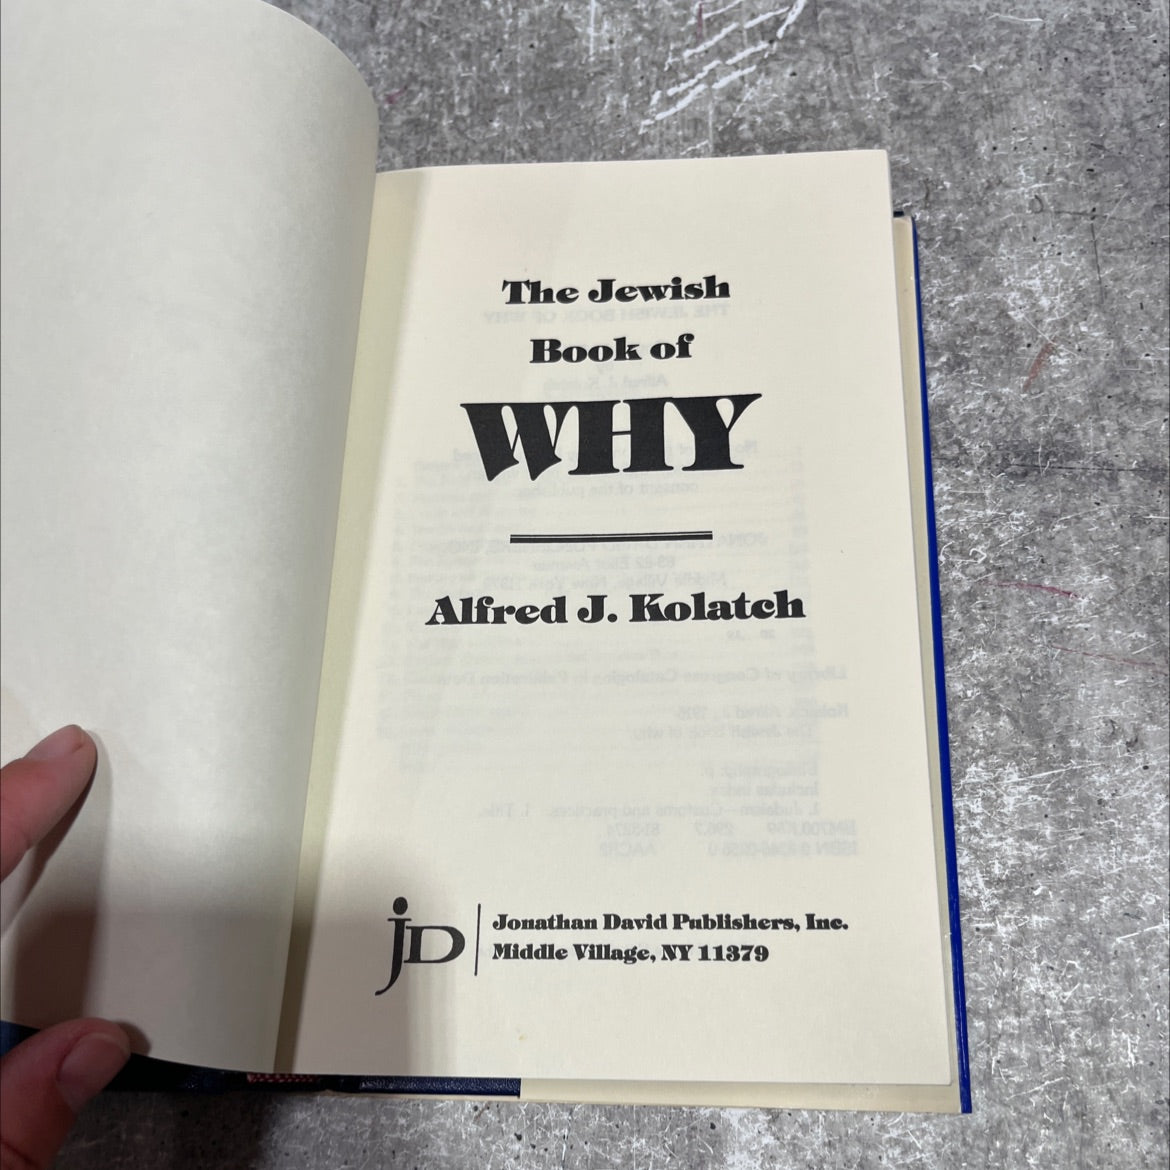 The Jewish
Book of
WHY
Alfred J. Kolatch
JD
Jonathan David Publishers, Inc.
Middle Village, NY 11379